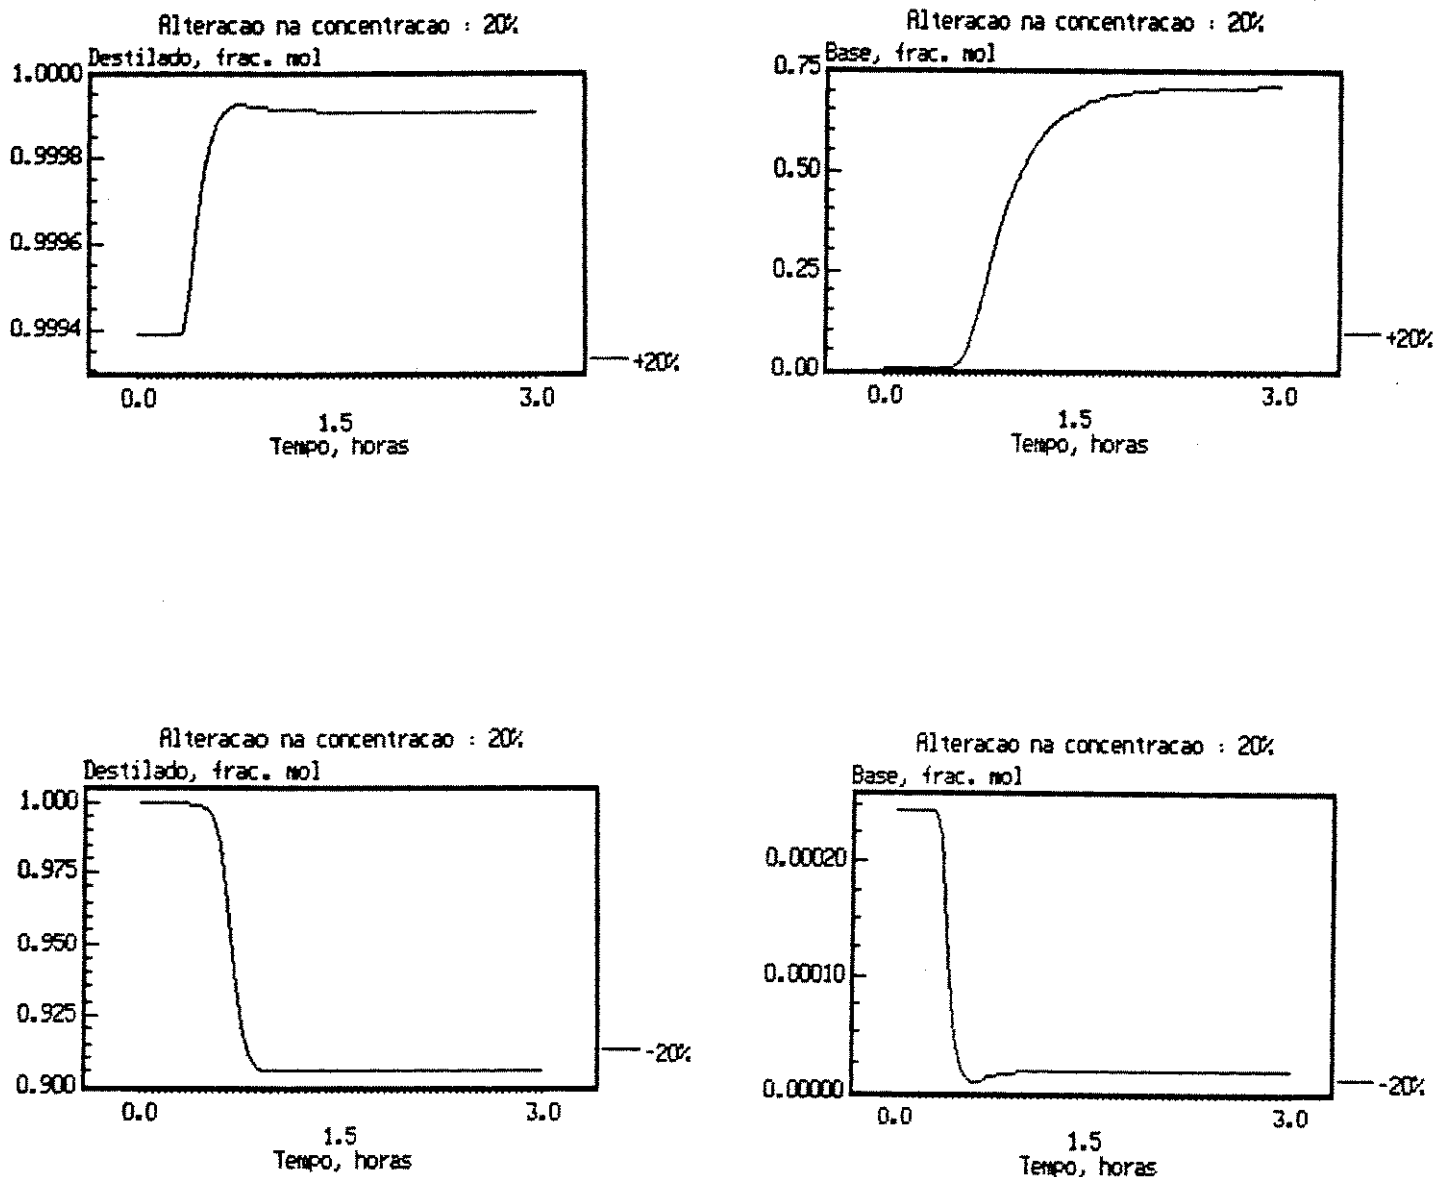 Alteracao na concentracao : 20%
Destilado, frac. mol
1.0000
0.9998
0.9996
0.9994
0.0
3.0
1.5
Tempo, horas
+20%
Alteracao na concentracao : 20%
Base, frac. mol
0.75
0.50
0.25
0.00
0.0
3.0
1.5
Tempo, horas
+20%
Alteracao na concentracao : 20%
Destilado, frac. mol
1.000
0.975
0.950
0.925
0.900
0.0
3.0
1.5
Tempo, horas
-20%
Alteracao na concentracao : 20%
Base, frac. mol
0.00020
0.00010
0.00000
0.0
3.0
1.5
Tempo, horas
-20%